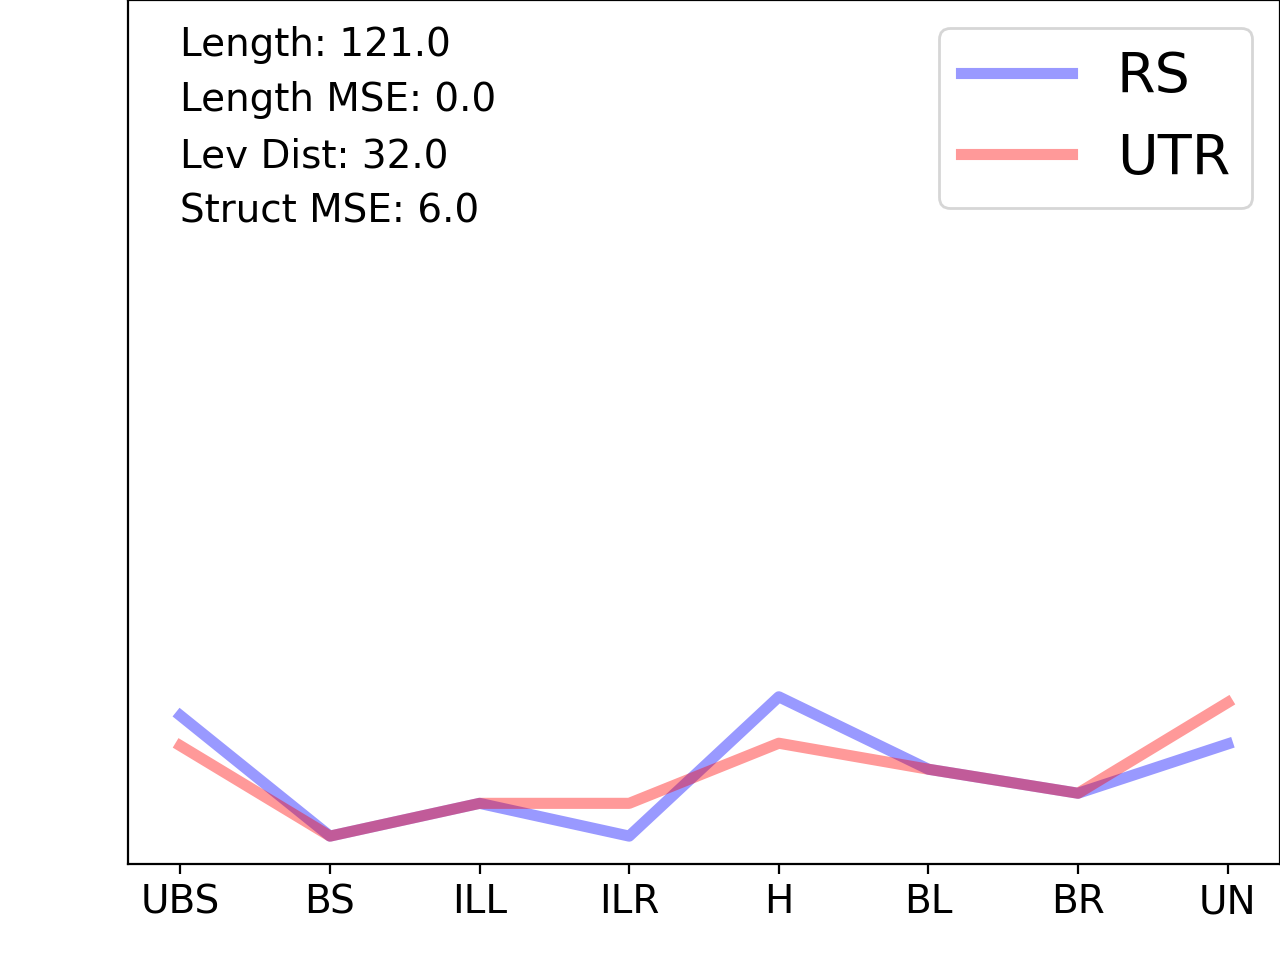 Length: 121.0
Length MSE: 0.0
Lev Dist: 32.0
Struct MSE: 6.0
RS
UTR
UBS BS ILL ILR H BL BR UN